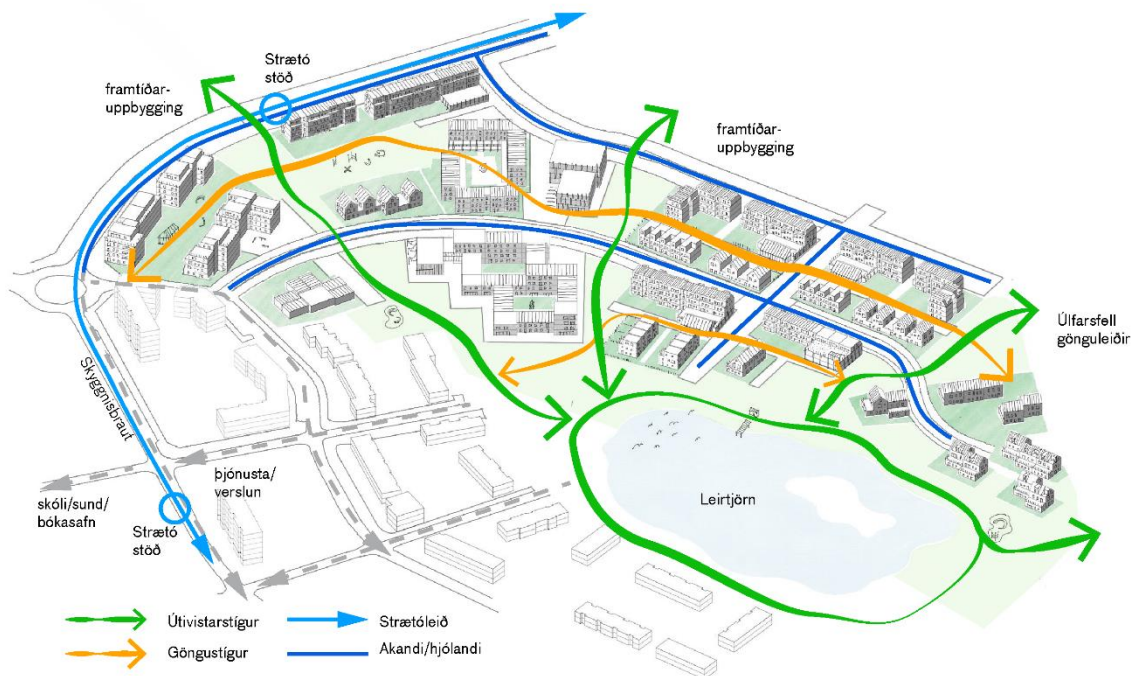 Strætó
stöð
framtíðar-
uppbygging
framtíðar-
uppbygging
Úlfarsfell
gönguleiðir
Skyggnisbraut
þjónusta/
verslun
skóli/sund/
bókasafn
Strætó
stöð
Leirtjörn
Útivistarstígur
Strætóleið
Göngustígur
Akandi/hjólandi